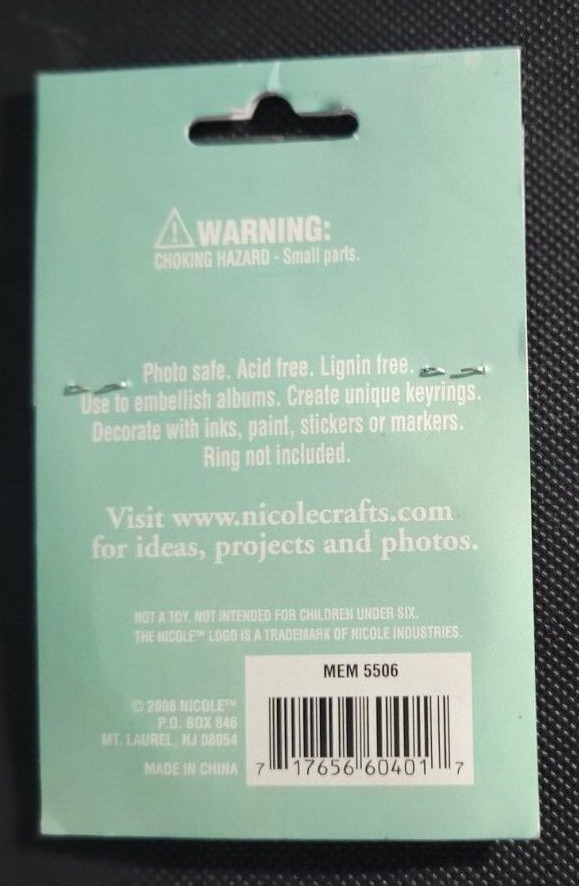 WARNING:
CHOKING HAZARD - Small parts.
Photo safe. Acid free. Lignin free.
Use to embellish albums. Create unique keyrings.
Decorate with inks, paint, stickers or markers.
Ring not included.
Visit www.nicolecrafts.com
for ideas, projects and photos.
NOT A TOY. NOT INTENDED FOR CHILDREN UNDER SIX.
THE NICOLE™ LOGO IS A TRADEMARK OF NICOLE INDUSTRIES.
MEM 5506
© 2008 NICOLE™
P.O. BOX 846
MT. LAUREL, NJ 08054
MADE IN CHINA
7 17656 60401 7